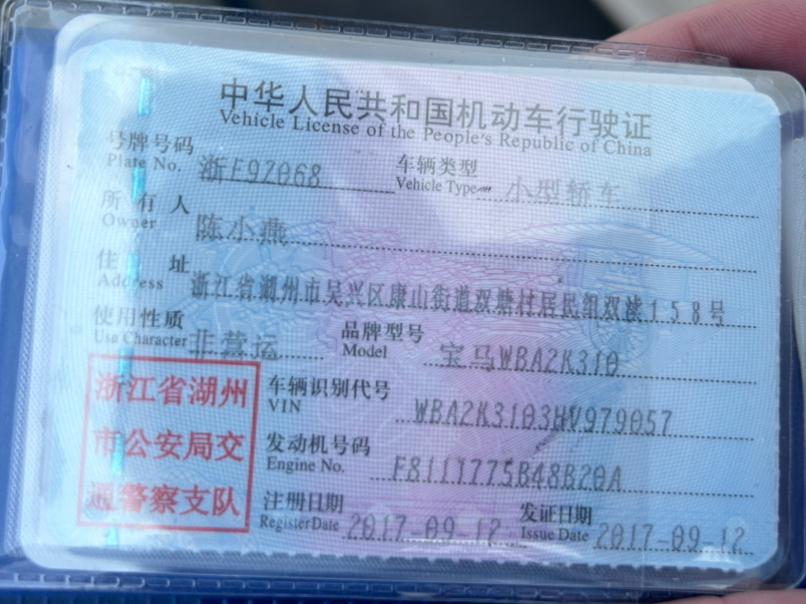 中华人民共和国机动车行驶证
Vehicle License of the People's Republic of China
号牌号码 浙E9Z068 车辆类型 小型轿车
Plate No. Vehicle Type
所有人 陈小燕
Owner
住址 浙江省湖州市吴兴区康山街道双塘村居民组双渎158号
Address
使用性质 非营运 品牌型号 宝马WBA2K310
Use Character Model
浙江省湖州
市公安局交
通警察支队
车辆识别代号 WBA2K3103HV979057
VIN
发动机号码 F8111775B48B20A
Engine No.
注册日期 2017-09-12 发证日期 2017-09-12
Register Date Issue Date